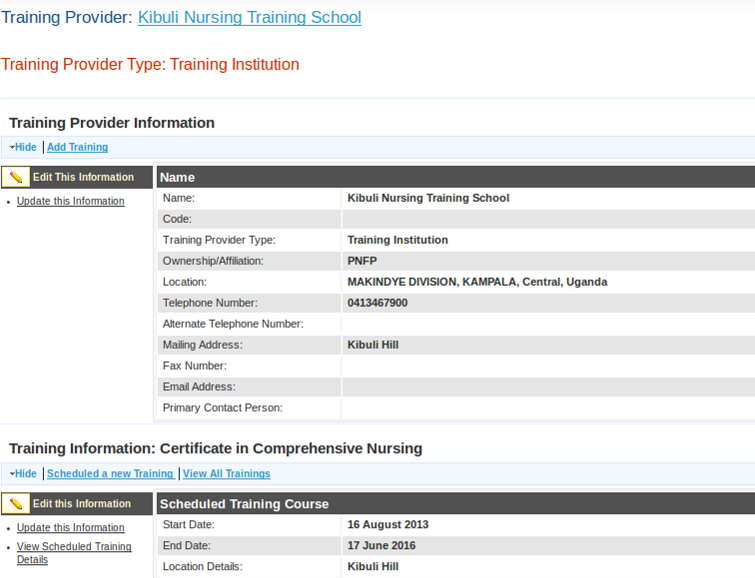 Training Provider: Kibuli Nursing Training School
Training Provider Type: Training Institution
Training Provider Information
Hide | Add Training
Edit This Information
Update this Information
Name
Name: Kibuli Nursing Training School
Code:
Training Provider Type: Training Institution
Ownership/Affiliation: PNFP
Location: MAKINDYE DIVISION, KAMPALA, Central, Uganda
Telephone Number: 0413467900
Alternate Telephone Number:
Mailing Address: Kibuli Hill
Fax Number:
Email Address:
Primary Contact Person:
Training Information: Certificate in Comprehensive Nursing
Hide | Scheduled a new Training | View All Trainings
Edit this Information
Update this Information
View Scheduled Training
Details
Scheduled Training Course
Start Date: 16 August 2013
End Date: 17 June 2016
Location Details: Kibuli Hill